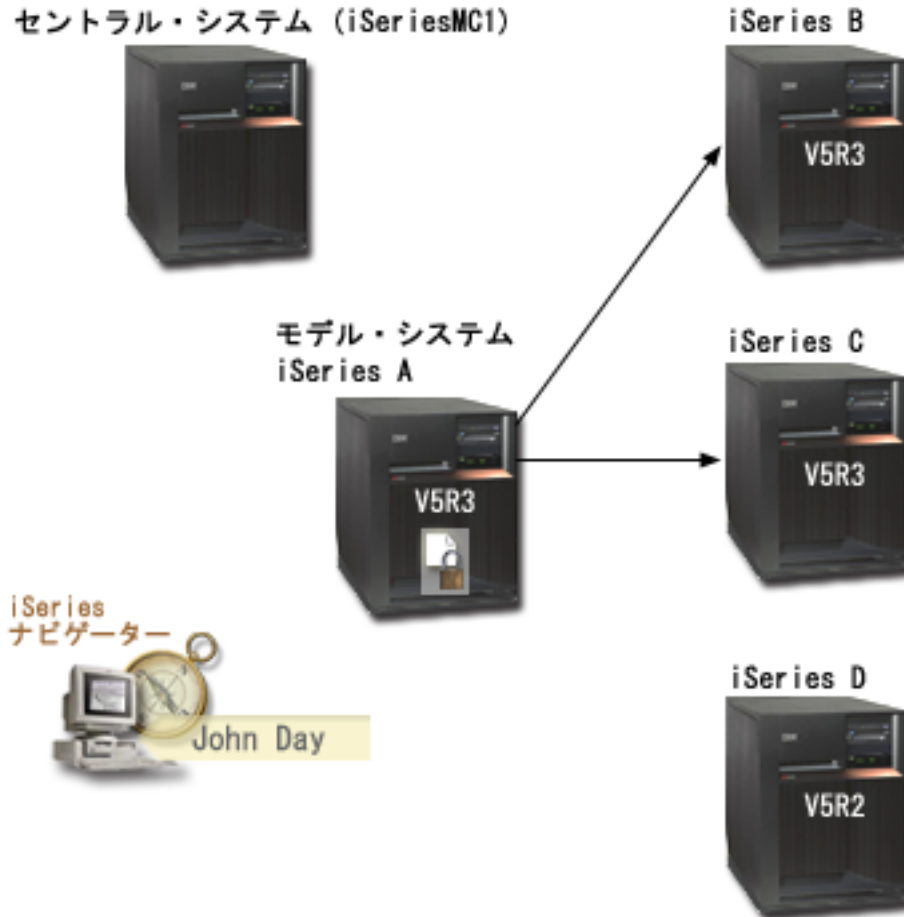 セントラル・システム (iSeriesMC1)
iSeries B
V5R3
モデル・システム
iSeries A
V5R3
iSeries C
V5R3
iSeries
ナビゲーター
John Day
iSeries D
V5R2